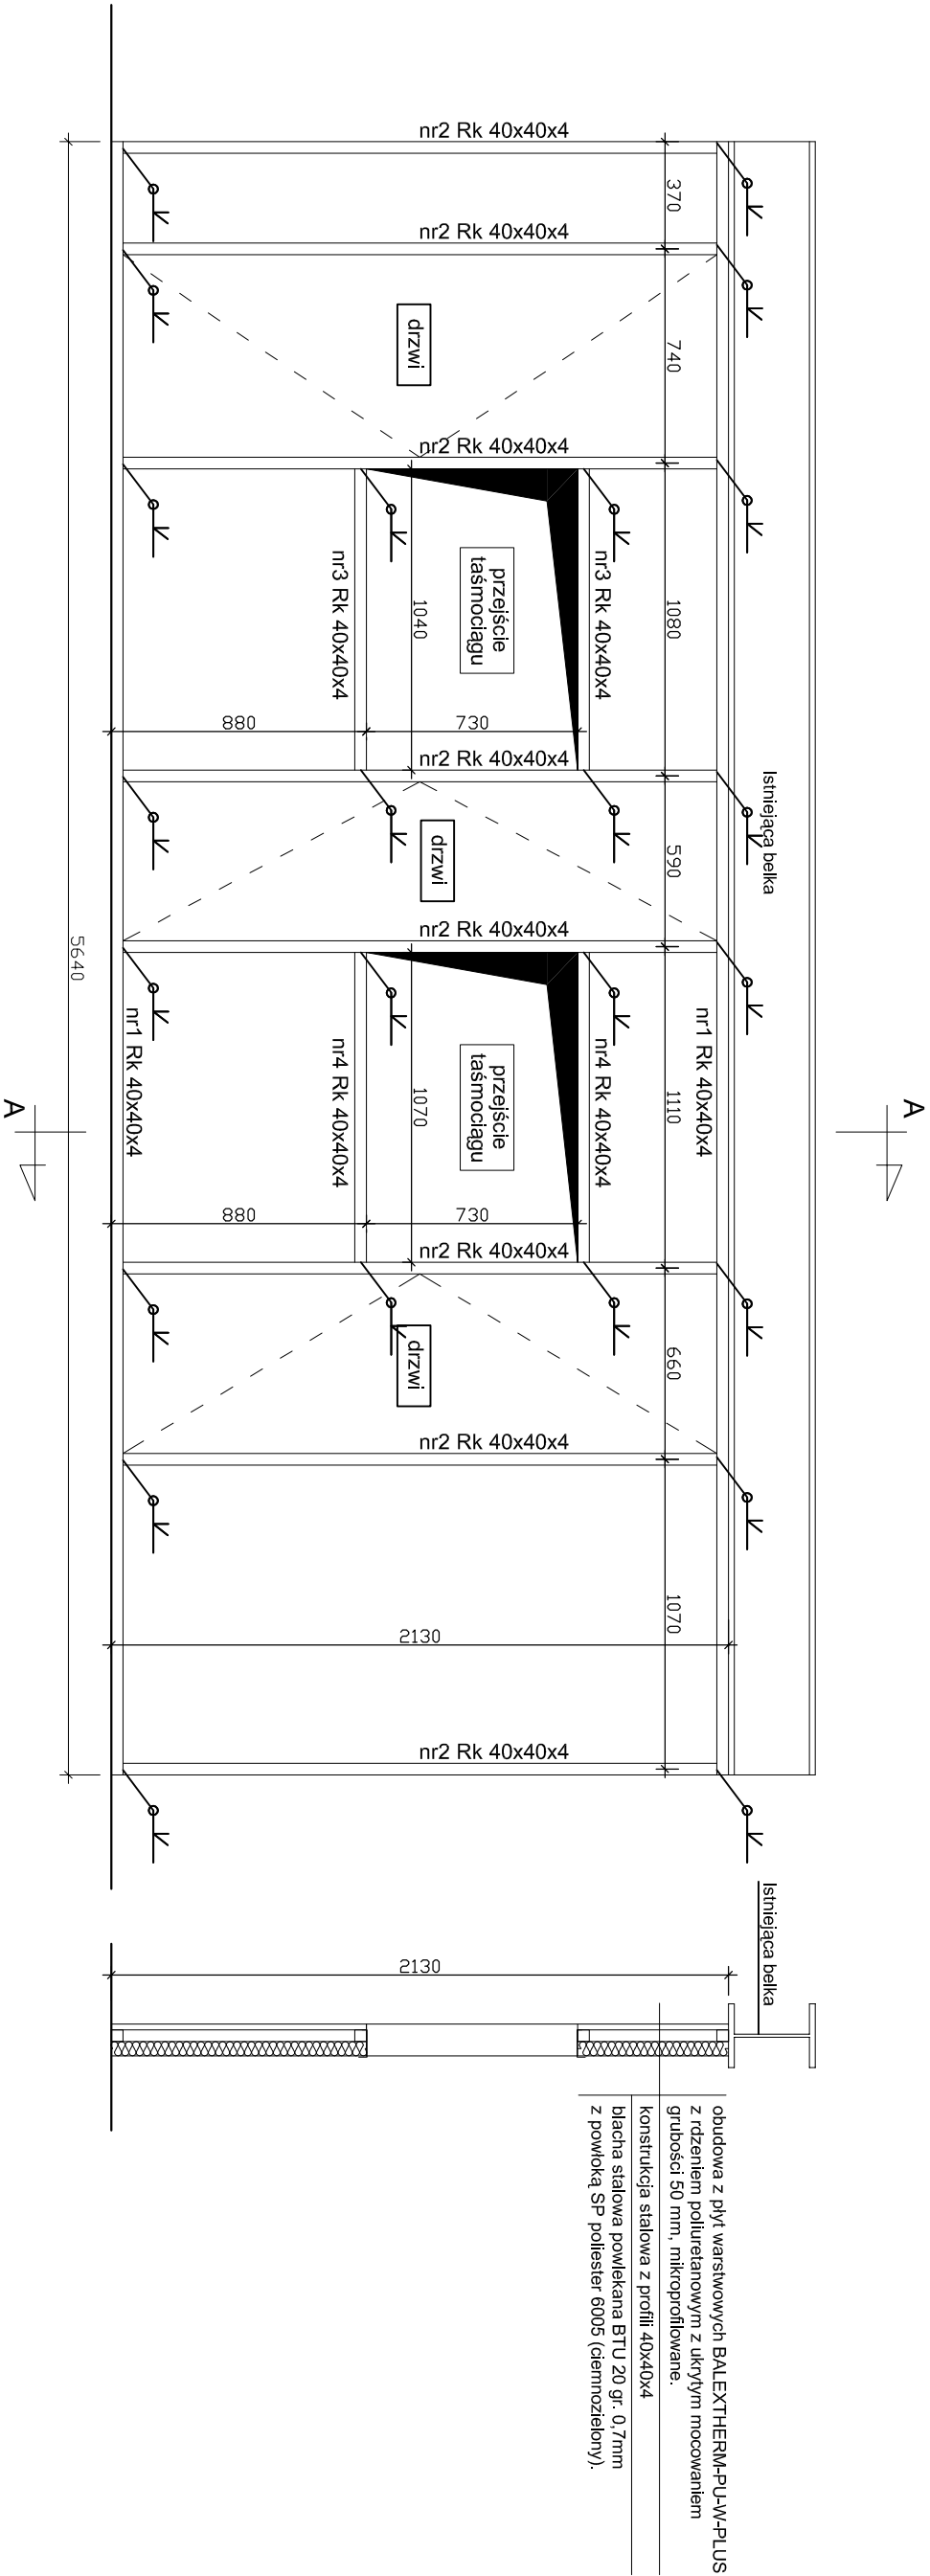 A
A
Istniejąca belka
Istniejąca belka
nr2 Rk 40x40x4
nr2 Rk 40x40x4
nr2 Rk 40x40x4
nr2 Rk 40x40x4
nr2 Rk 40x40x4
nr2 Rk 40x40x4
nr2 Rk 40x40x4
nr2 Rk 40x40x4
370
740
1080
590
1110
660
1070
nr1 Rk 40x40x4
nr3 Rk 40x40x4
nr4 Rk 40x40x4
drzwi
przejście
taśmociągu
drzwi
przejście
taśmociągu
drzwi
730
730
2130
2130
1040
1070
nr3 Rk 40x40x4
nr4 Rk 40x40x4
880
880
nr1 Rk 40x40x4
5640
obudowa z płyt warstwowych BALEXTHERM-PU-W-PLUS
z rdzeniem poliuretanowym z ukrytym mocowaniem
grubości 50 mm, mikroprofilowane.
konstrukcja stalowa z profili 40x40x4
blacha stalowa powlekana BTU 20 gr. 0,7mm
z powłoką SP poliester 6005 (ciemnozielony).